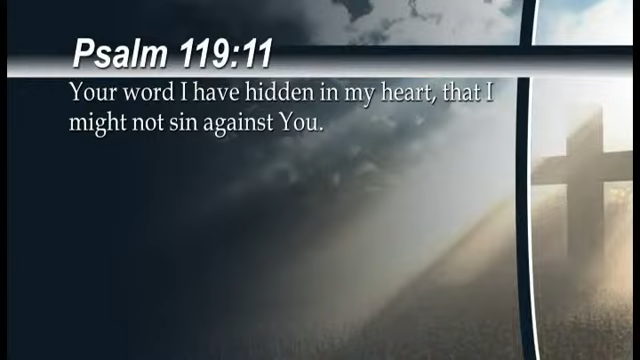 Psalm 119:11
Your word I have hidden in my heart, that I
might not sin against You.